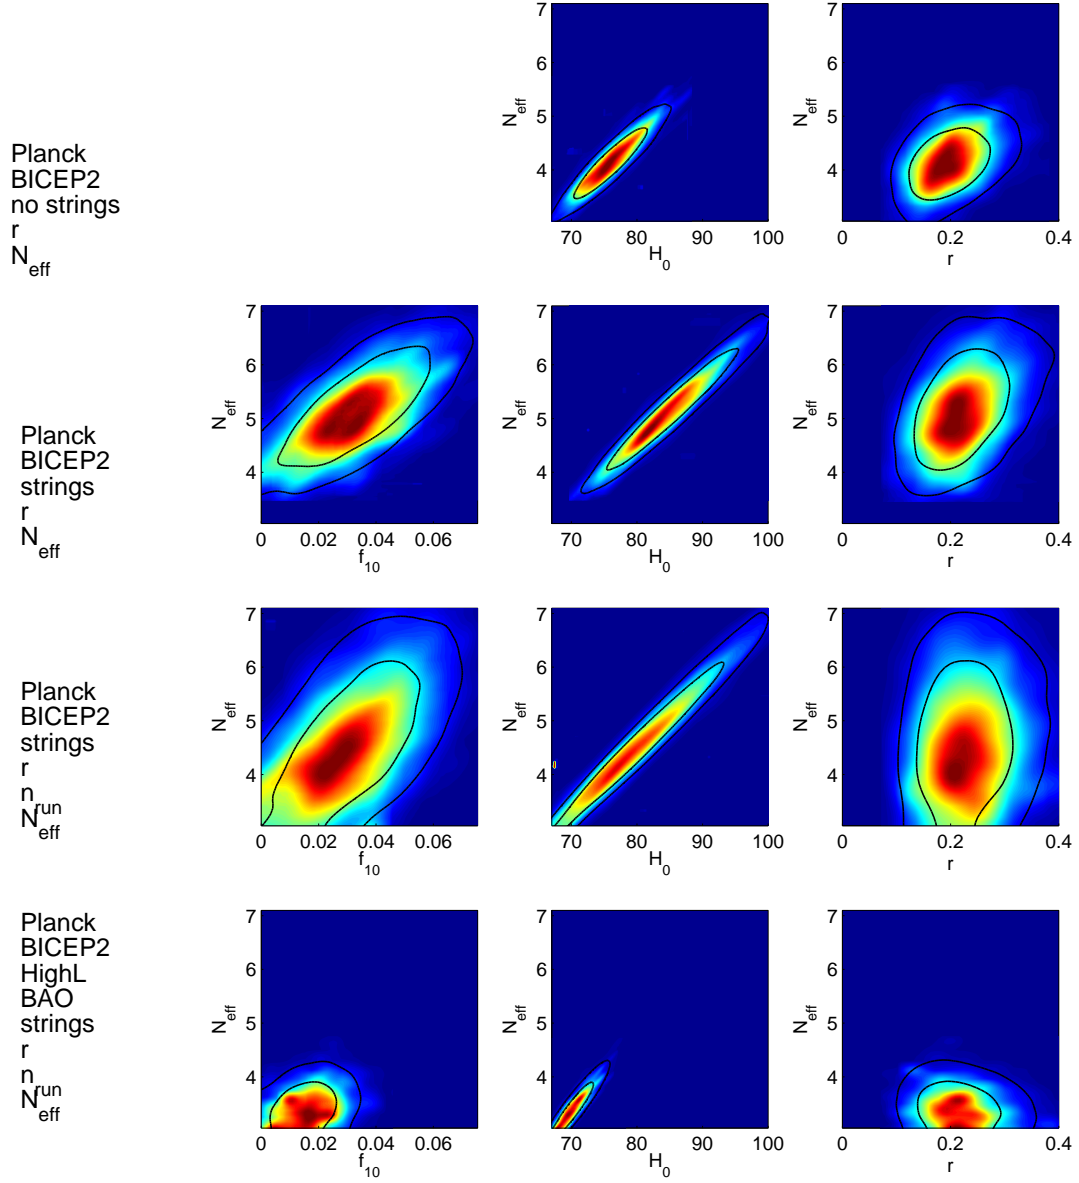 Planck
BICEP2
no strings
r
N_eff
7
6
5
4
N_eff
70 80 90 100
H_0
7
6
5
4
N_eff
0 0.2 0.4
r
Planck
BICEP2
strings
r
N_eff
7
6
5
4
N_eff
0 0.02 0.04 0.06
f_10
7
6
5
4
N_eff
70 80 90 100
H_0
7
6
5
4
N_eff
0 0.2 0.4
r
Planck
BICEP2
strings
r
n_run
N_eff
7
6
5
4
N_eff
0 0.02 0.04 0.06
f_10
7
6
5
4
N_eff
70 80 90 100
H_0
7
6
5
4
N_eff
0 0.2 0.4
r
Planck
BICEP2
HighL
BAO
strings
r
n_run
N_eff
7
6
5
4
N_eff
0 0.02 0.04 0.06
f_10
7
6
5
4
N_eff
70 80 90 100
H_0
7
6
5
4
N_eff
0 0.2 0.4
r